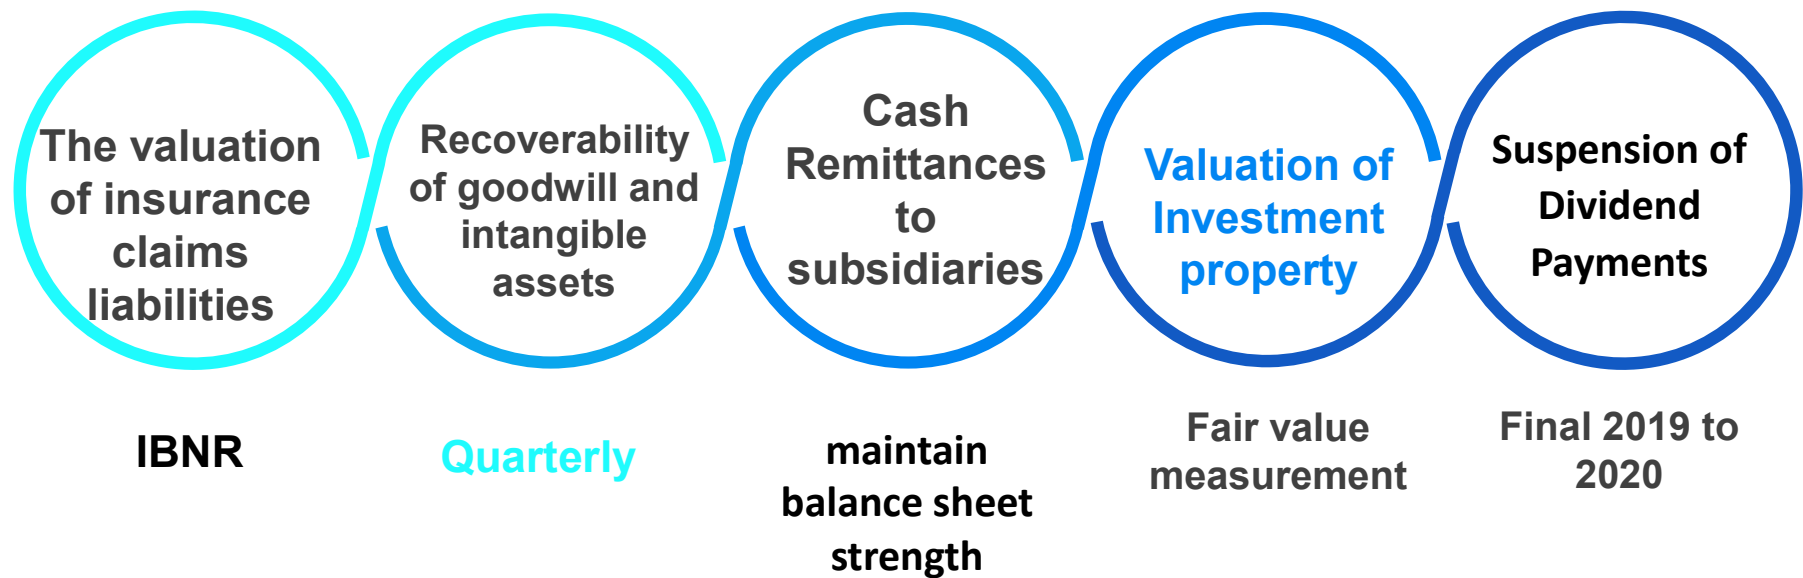 The valuation
of insurance
claims
liabilities
Recoverability
of goodwill and
intangible
assets
Cash
Remittances
to
subsidiaries
Valuation of
Investment
property
Suspension of
Dividend
Payments
IBNR
Quarterly
maintain
balance sheet
strength
Fair value
measurement
Final 2019 to
2020